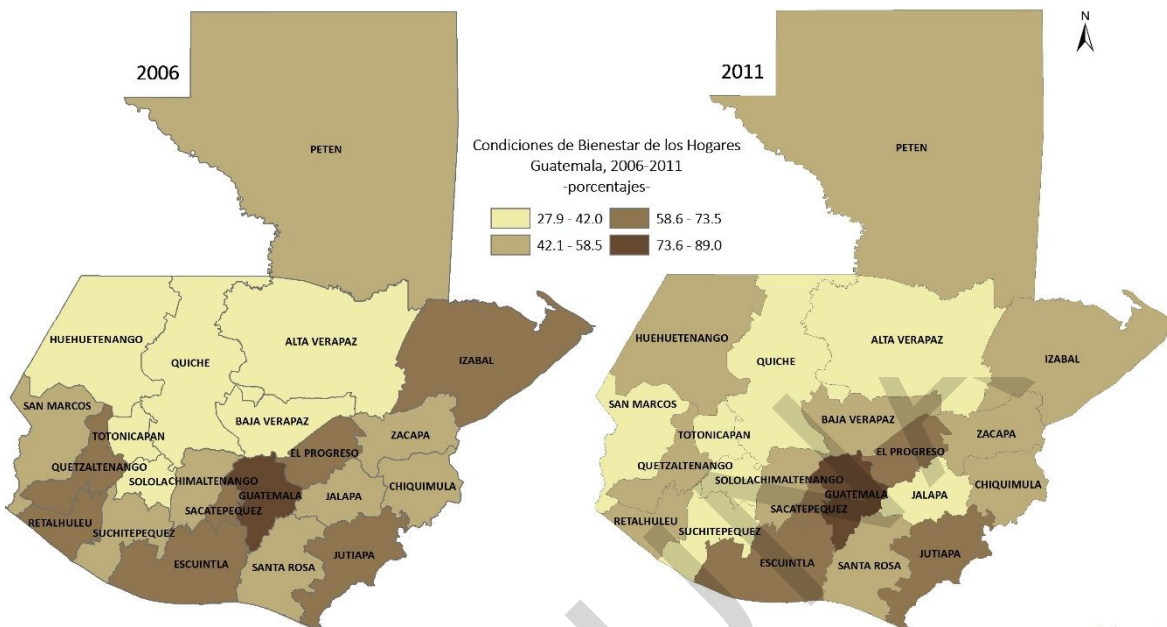 2006
2011
N
Condiciones de Bienestar de los Hogares
Guatemala, 2006-2011
-porcentajes-
27.9 - 42.0
58.6 - 73.5
42.1 - 58.5
73.6 - 89.0
PETEN
HUEHUETENANGO
QUICHE
ALTA VERAPAZ
IZABAL
SAN MARCOS
TOTONICAPAN
BAJA VERAPAZ
ZACAPA
EL PROGRESO
QUETZALTENANGO
SOLOLA
CHIMALTENANGO
GUATEMALA
JALAPA
CHIQUIMULA
RETALHULEU
SUCHITEPEQUEZ
SACATEPEQUEZ
ESCUINTLA
SANTA ROSA
JUTIAPA
PETEN
HUEHUETENANGO
QUICHE
ALTA VERAPAZ
IZABAL
SAN MARCOS
TOTONICAPAN
BAJA VERAPAZ
ZACAPA
EL PROGRESO
QUETZALTENANGO
SOLOLA
CHIMALTENANGO
GUATEMALA
JALAPA
CHIQUIMULA
RETALHULEU
SUCHITEPEQUEZ
SACATEPEQUEZ
ESCUINTLA
SANTA ROSA
JUTIAPA